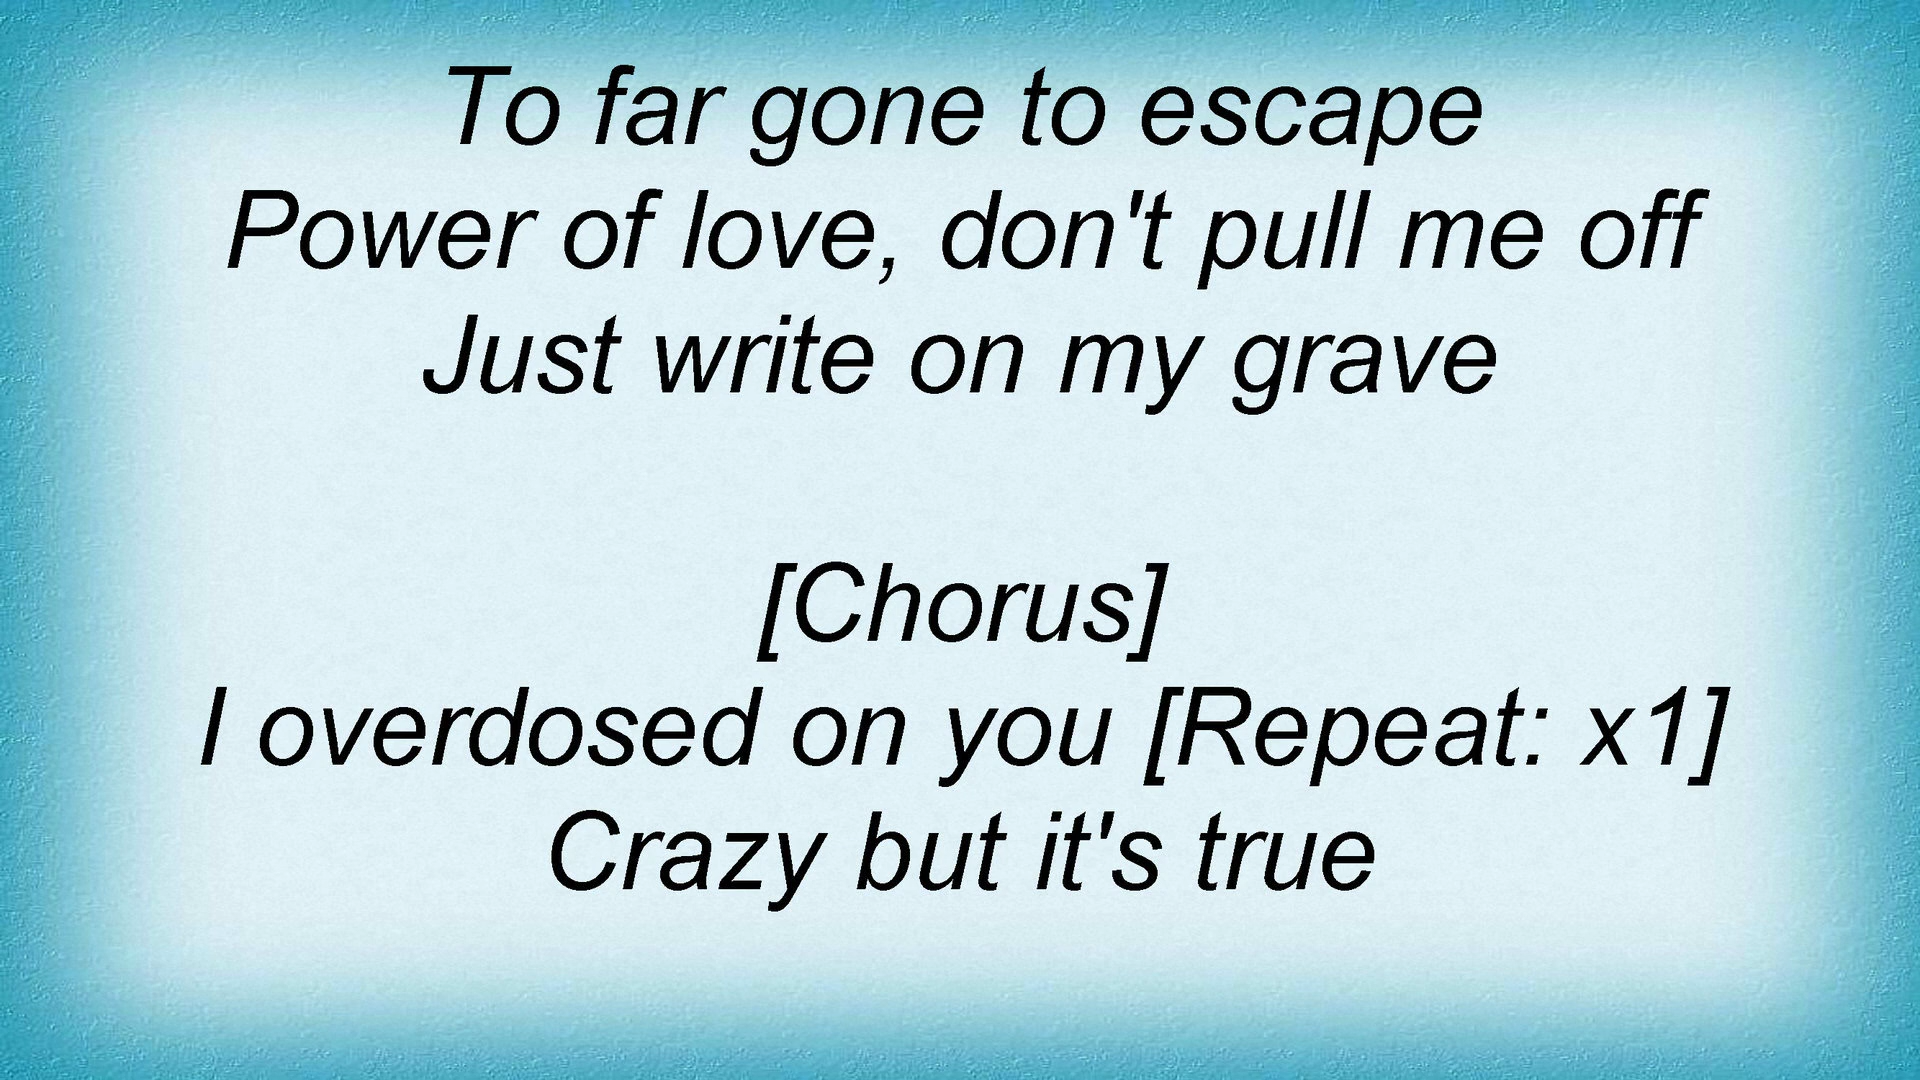 To far gone to escape
Power of love, don't pull me off
Just write on my grave
[Chorus]
I overdosed on you [Repeat: x1]
Crazy but it's true